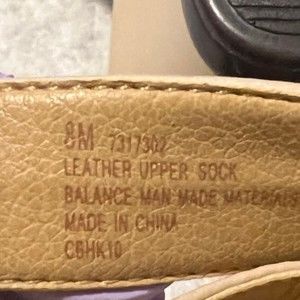 8M 7317302
LEATHER UPPER SOCK
BALANCE MAN MADE MATERIALS
MADE IN CHINA
CBHK10